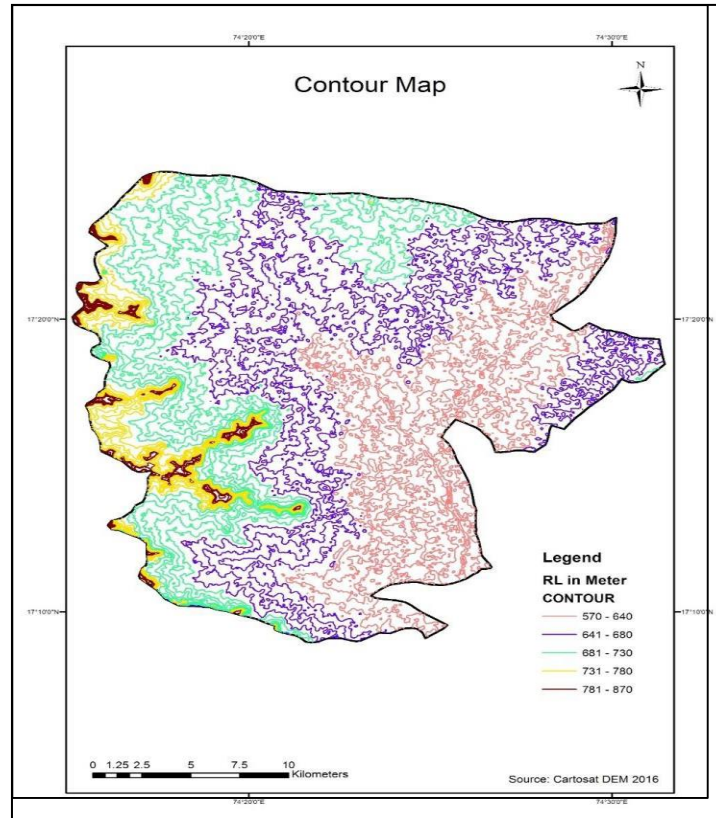 74°20'0"E 74°30'0"E
Contour Map
N
17°20'0"N 17°20'0"N
17°10'0"N 17°10'0"N
Legend
RL in Meter
CONTOUR
570 - 640
641 - 680
681 - 730
731 - 780
781 - 870
0 1.25 2.5 5 7.5 10
Kilometers
Source: Cartosat DEM 2016
74°20'0"E 74°30'0"E